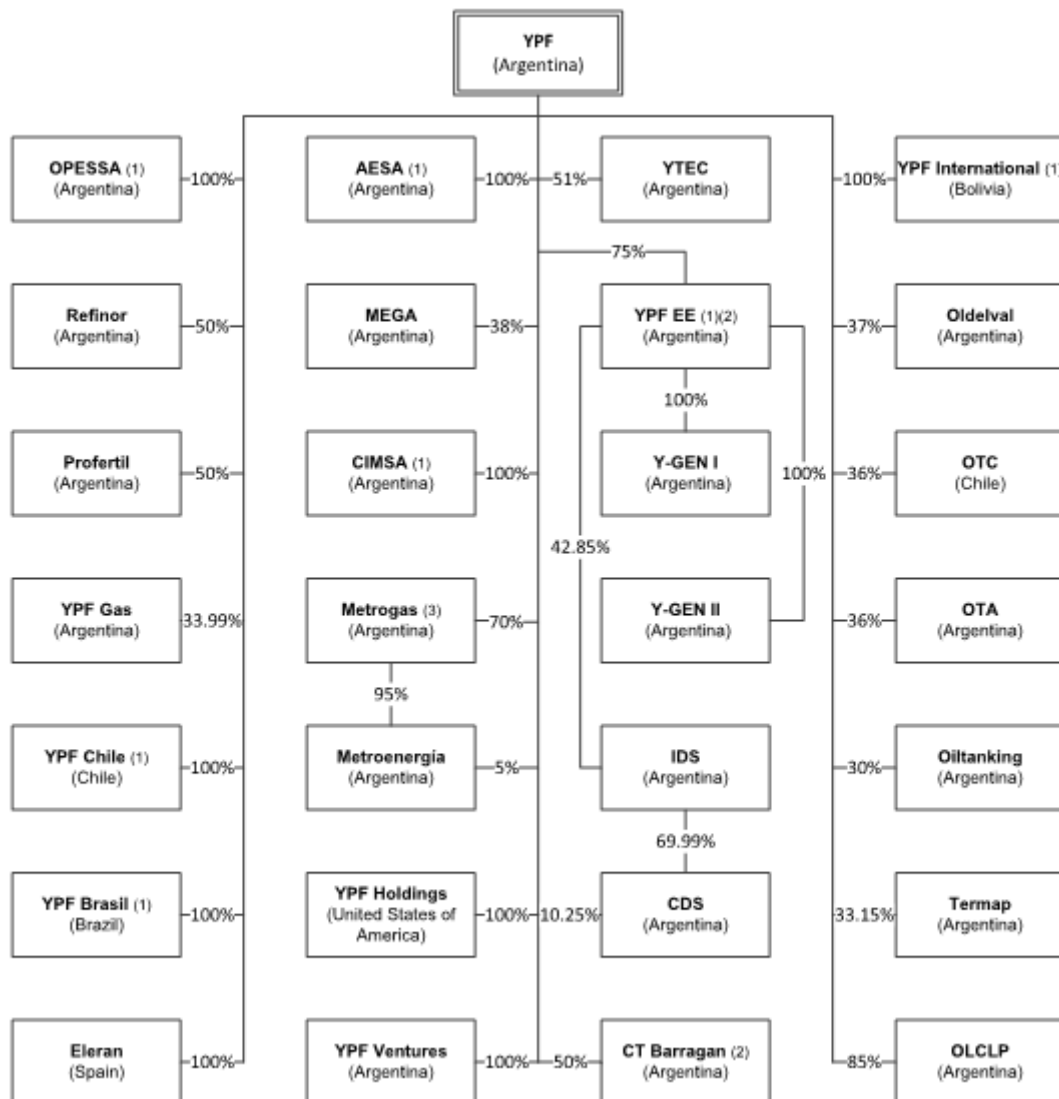 YPF
(Argentina)
OPESSA (1)
(Argentina)
100%
AESA (1)
(Argentina)
100%
51%
YTEC
(Argentina)
100%
YPF International (1)
(Bolivia)
75%
Refinor
(Argentina)
50%
MEGA
(Argentina)
38%
YPF EE (1)(2)
(Argentina)
37%
Oldelval
(Argentina)
100%
Profertil
(Argentina)
50%
CIMSA (1)
(Argentina)
100%
Y-GEN I
(Argentina)
100%
36%
OTC
(Chile)
42.85%
YPF Gas
(Argentina)
33.99%
Metrogas (3)
(Argentina)
70%
Y-GEN II
(Argentina)
36%
OTA
(Argentina)
95%
YPF Chile (1)
(Chile)
100%
Metroenergía
(Argentina)
5%
IDS
(Argentina)
30%
Oiltanking
(Argentina)
69.99%
YPF Brasil (1)
(Brazil)
100%
YPF Holdings
(United States of
America)
100%
10.25%
CDS
(Argentina)
33.15%
Termap
(Argentina)
Eleran
(Spain)
100%
YPF Ventures
(Argentina)
100%
50%
CT Barragan (2)
(Argentina)
85%
OLCLP
(Argentina)